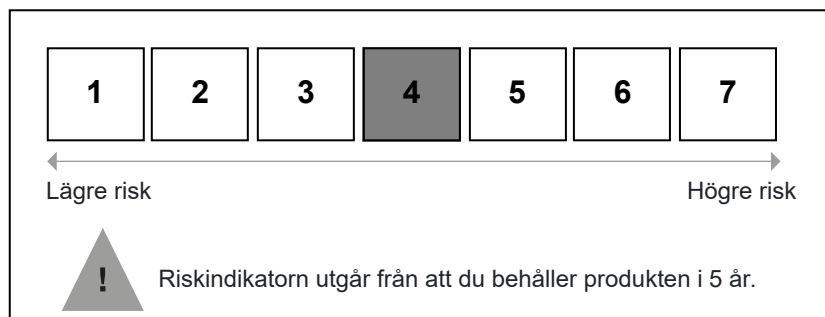 1 2 3 4 5 6 7
Lägre risk Högre risk
! Riskindikatorn utgår från att du behåller produkten i 5 år.